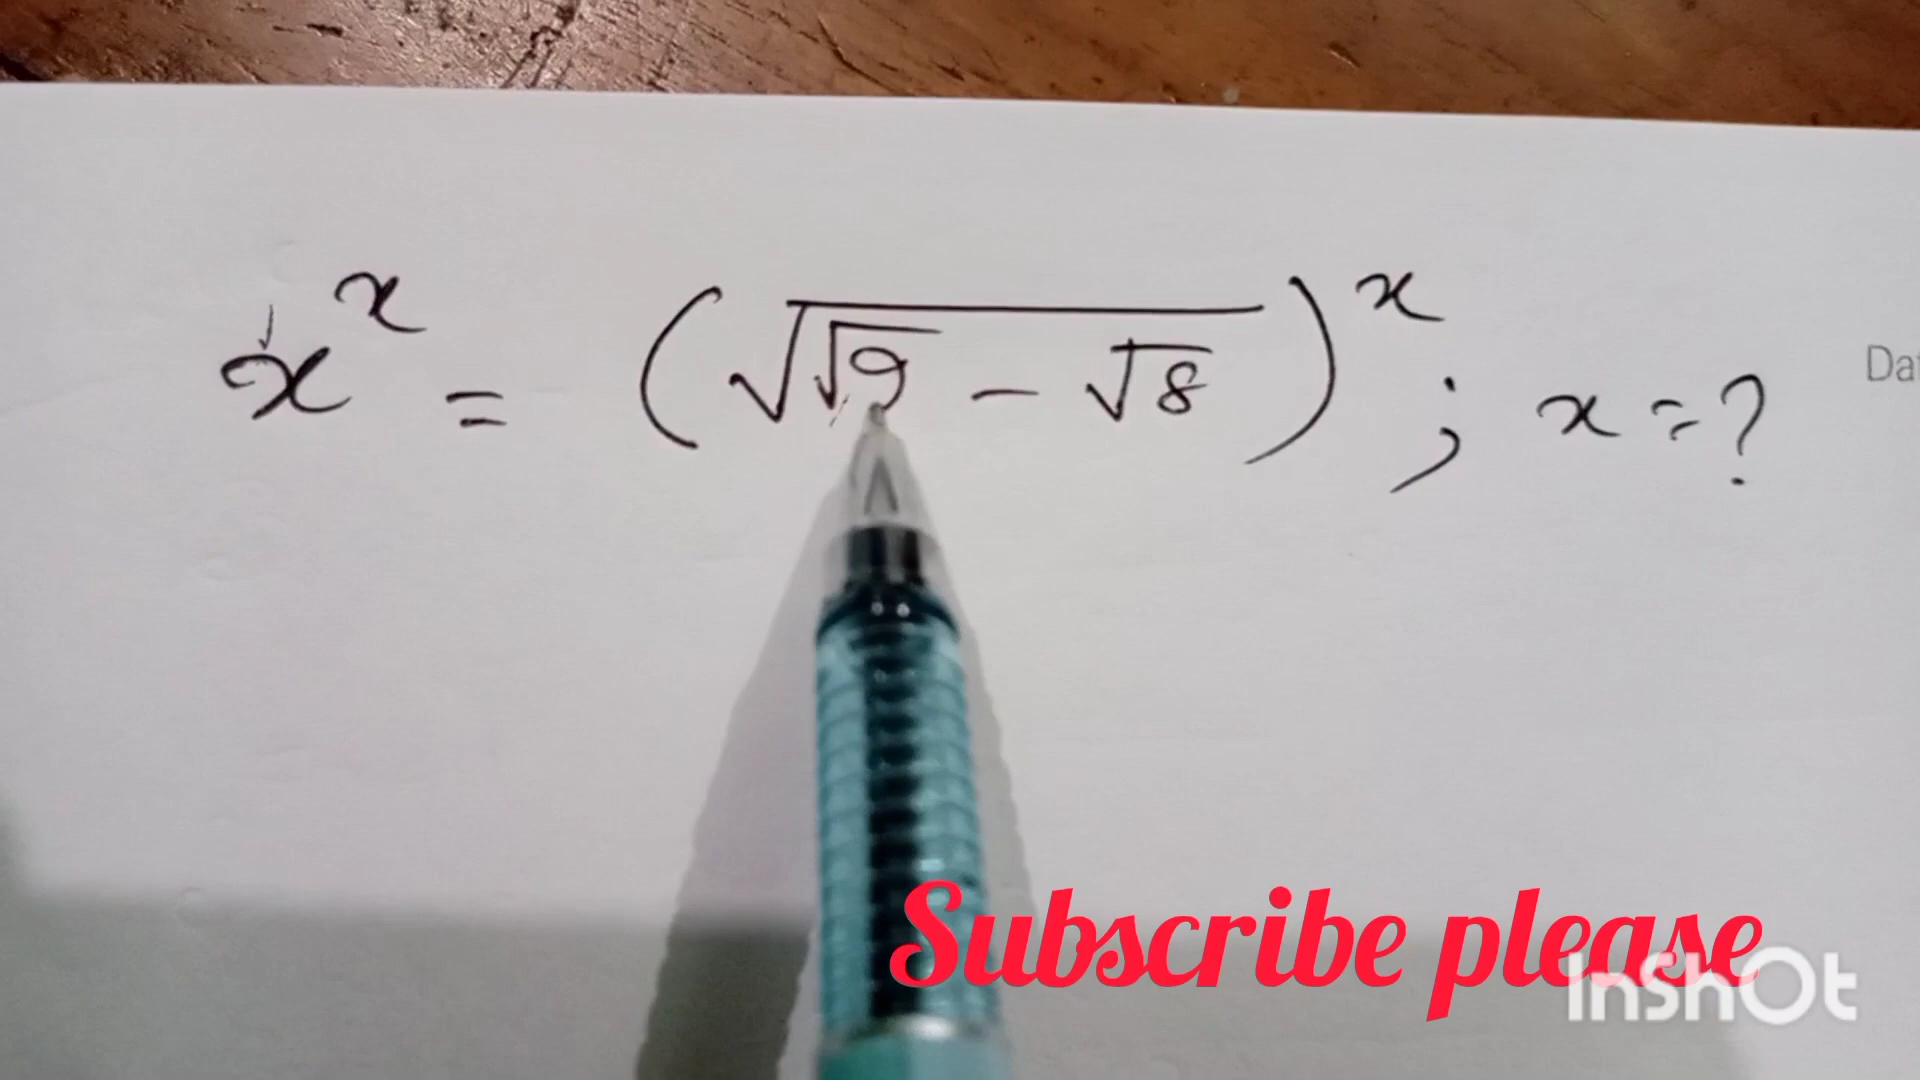 x^x = (√(√9 - √8))^x ; x = ?
Subscribe please
InShOt